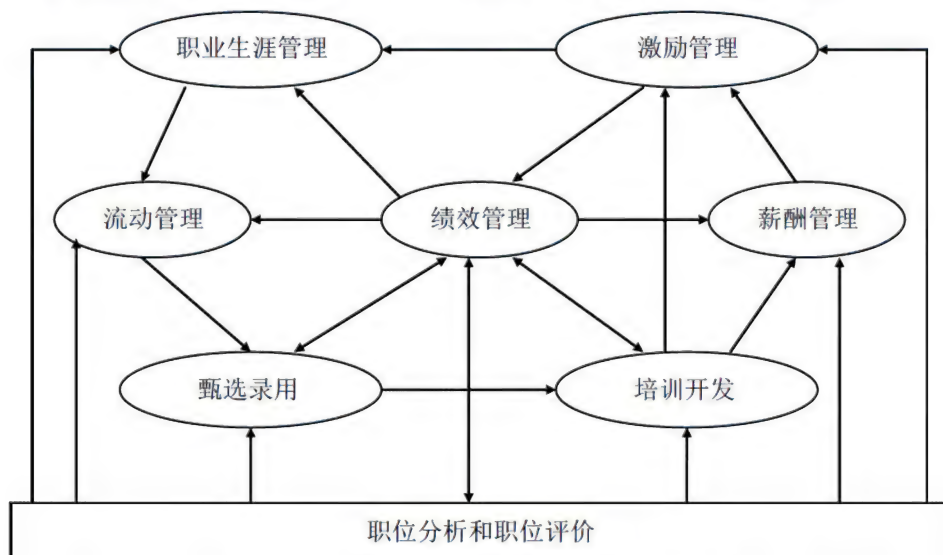 职业生涯管理
激励管理
流动管理
绩效管理
薪酬管理
甄选录用
培训开发
职位分析和职位评价